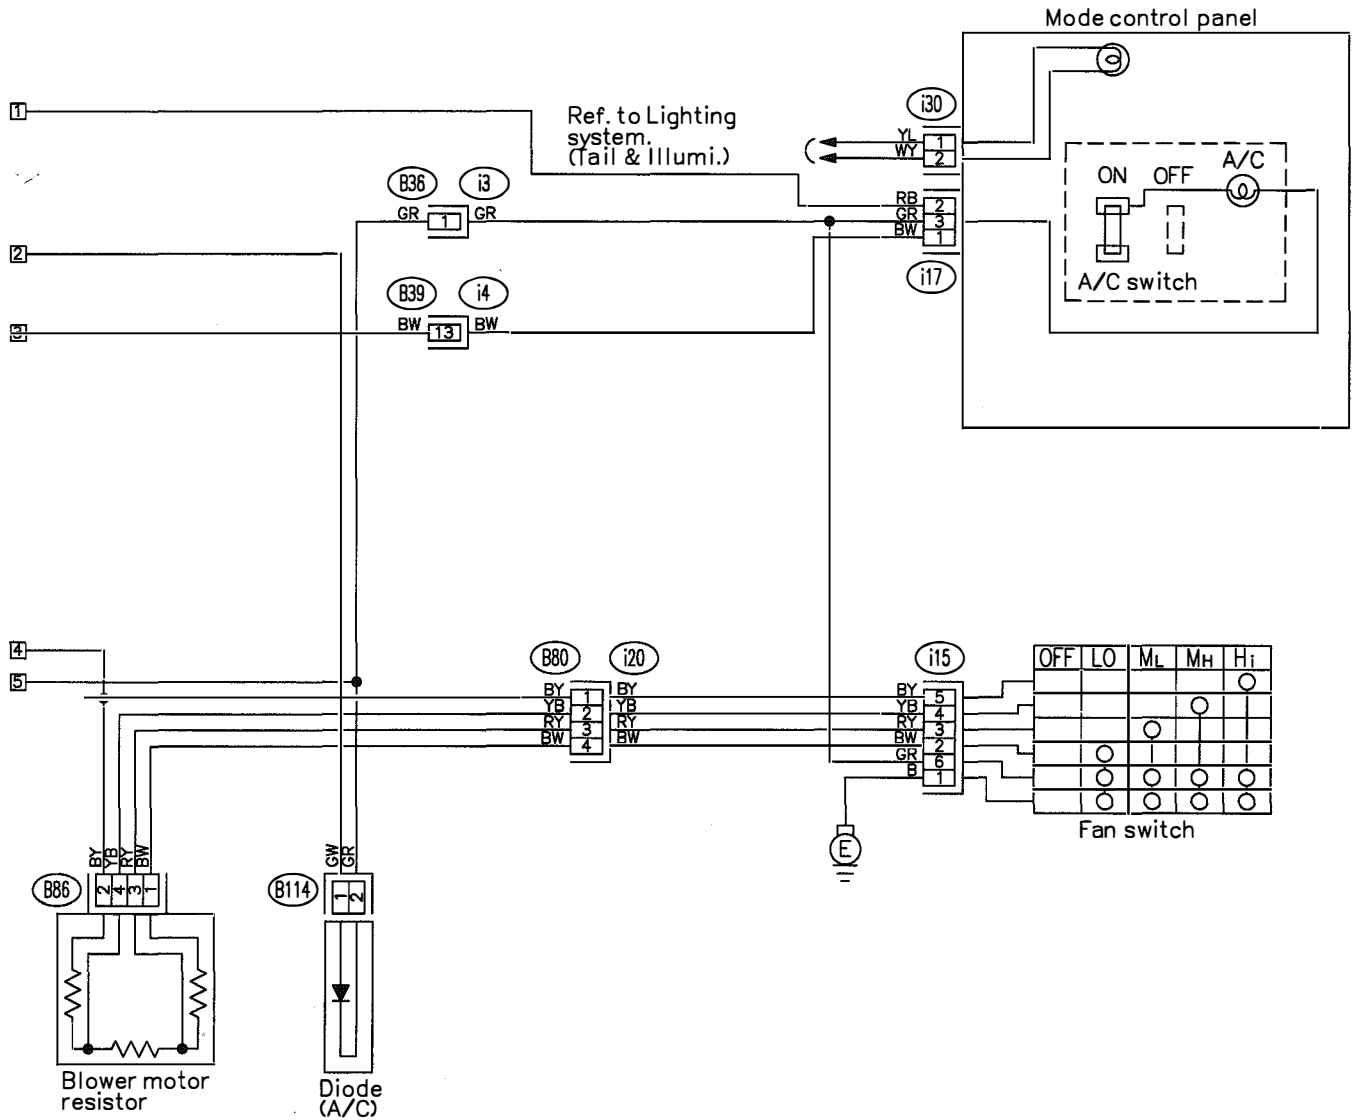 Mode control panel
1
Ref. to Lighting
system.
(Tail & Illumi.)
i30
YL 1
WY 2
ON OFF A/C
A/C switch
B36 i3
GR 1 GR
RB 2
GR 3
BW 1
i17
2
B39 i4
BW 13 BW
3
4
5
B80 i20
BY 1 BY
YB 2 YB
RY 3 RY
BW 4 BW
i15
BY 5
YB 4
RY 3
BW 2
GR 6
B 1
E
OFF LO ML MH Hi
Fan switch
BY YB RY BW
B86
2 4 3 1
Blower motor
resistor
GW GR
B114
1 2
Diode
(A/C)